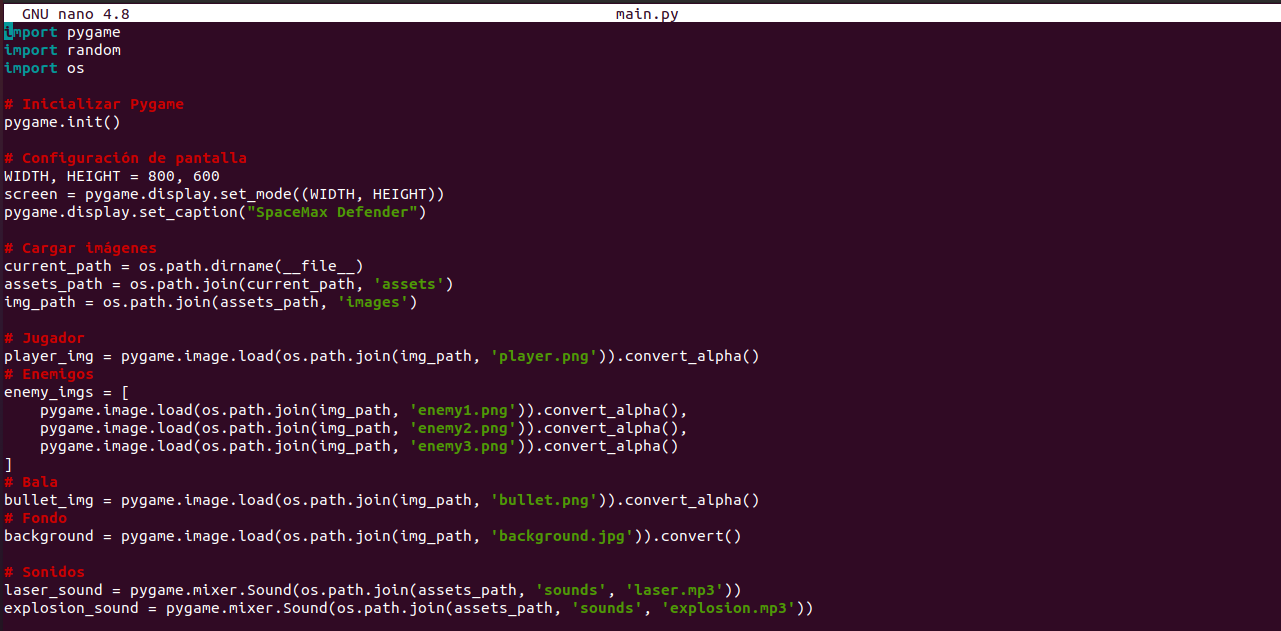 GNU nano 4.8 main.py
import pygame
import random
import os
# Inicializar Pygame
pygame.init()
# Configuración de pantalla
WIDTH, HEIGHT = 800, 600
screen = pygame.display.set_mode((WIDTH, HEIGHT))
pygame.display.set_caption("SpaceMax Defender")
# Cargar imágenes
current_path = os.path.dirname(__file__)
assets_path = os.path.join(current_path, 'assets')
img_path = os.path.join(assets_path, 'images')
# Jugador
player_img = pygame.image.load(os.path.join(img_path, 'player.png')).convert_alpha()
# Enemigos
enemy_imgs = [
    pygame.image.load(os.path.join(img_path, 'enemy1.png')).convert_alpha(),
    pygame.image.load(os.path.join(img_path, 'enemy2.png')).convert_alpha(),
    pygame.image.load(os.path.join(img_path, 'enemy3.png')).convert_alpha()
]
# Bala
bullet_img = pygame.image.load(os.path.join(img_path, 'bullet.png')).convert_alpha()
# Fondo
background = pygame.image.load(os.path.join(img_path, 'background.jpg')).convert()
# Sonidos
laser_sound = pygame.mixer.Sound(os.path.join(assets_path, 'sounds', 'laser.mp3'))
explosion_sound = pygame.mixer.Sound(os.path.join(assets_path, 'sounds', 'explosion.mp3'))